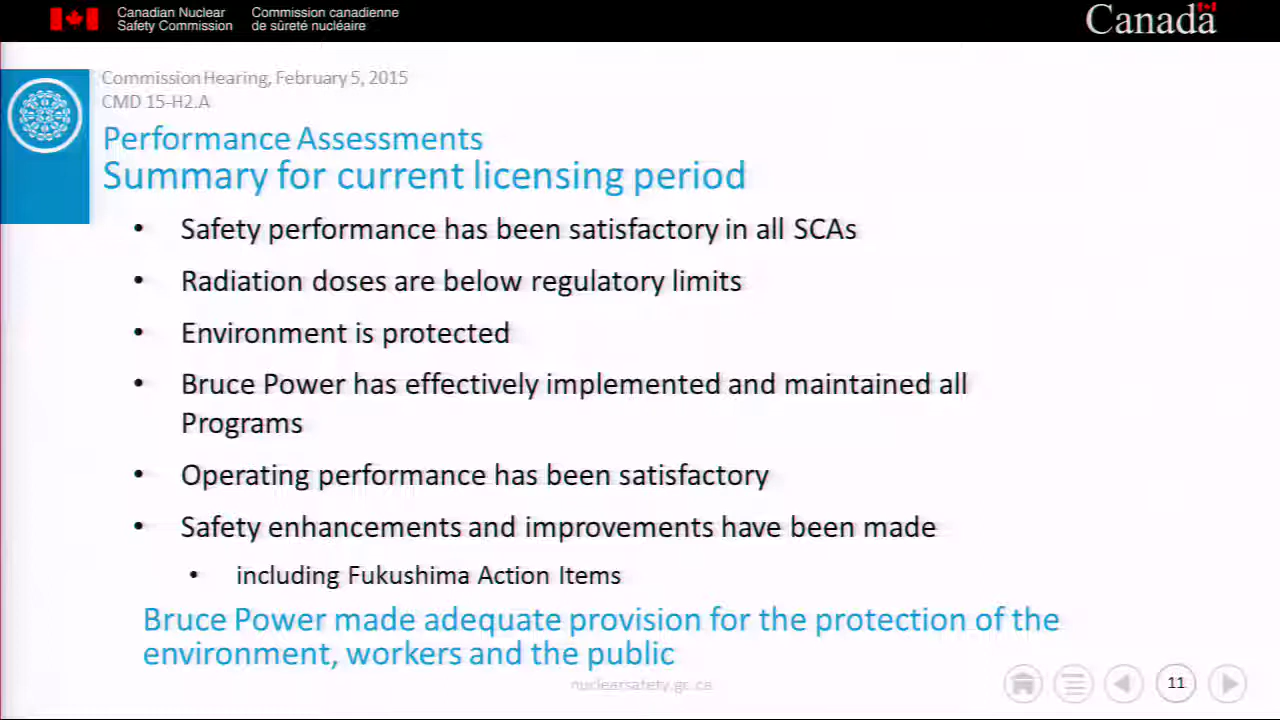 Canadian Nuclear Safety Commission
Commission canadienne de sûreté nucléaire
Canada
Commission Hearing, February 5, 2015
CMD 15-H2.A
Performance Assessments
Summary for current licensing period
• Safety performance has been satisfactory in all SCAs
• Radiation doses are below regulatory limits
• Environment is protected
• Bruce Power has effectively implemented and maintained all
Programs
• Operating performance has been satisfactory
• Safety enhancements and improvements have been made
• including Fukushima Action Items
Bruce Power made adequate provision for the protection of the
environment, workers and the public
nuclearsafety.gc.ca
11